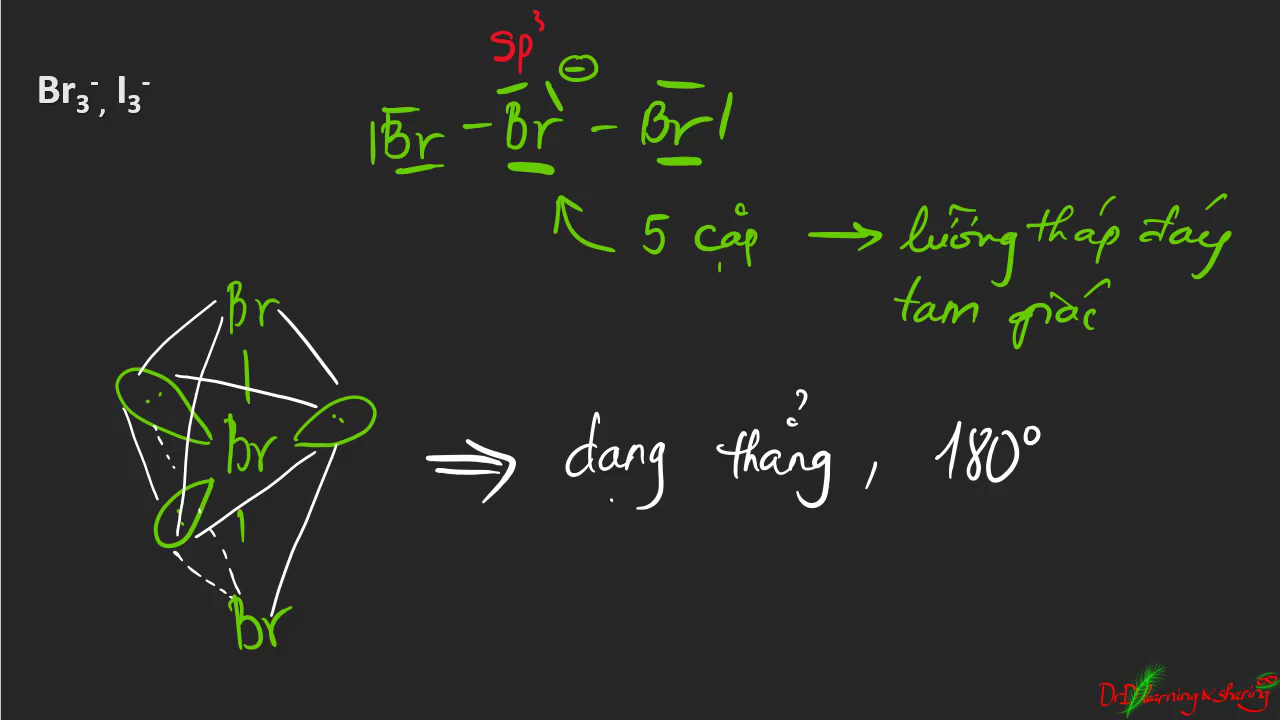 Br₃⁻, I₃⁻
sp³
|Br - Br - Br| ⊖
5 cặp → lưỡng tháp đáy
tam giác
Br
|
Br
|
Br
⇒ dạng thẳng, 180°
Dr.D learning & sharing